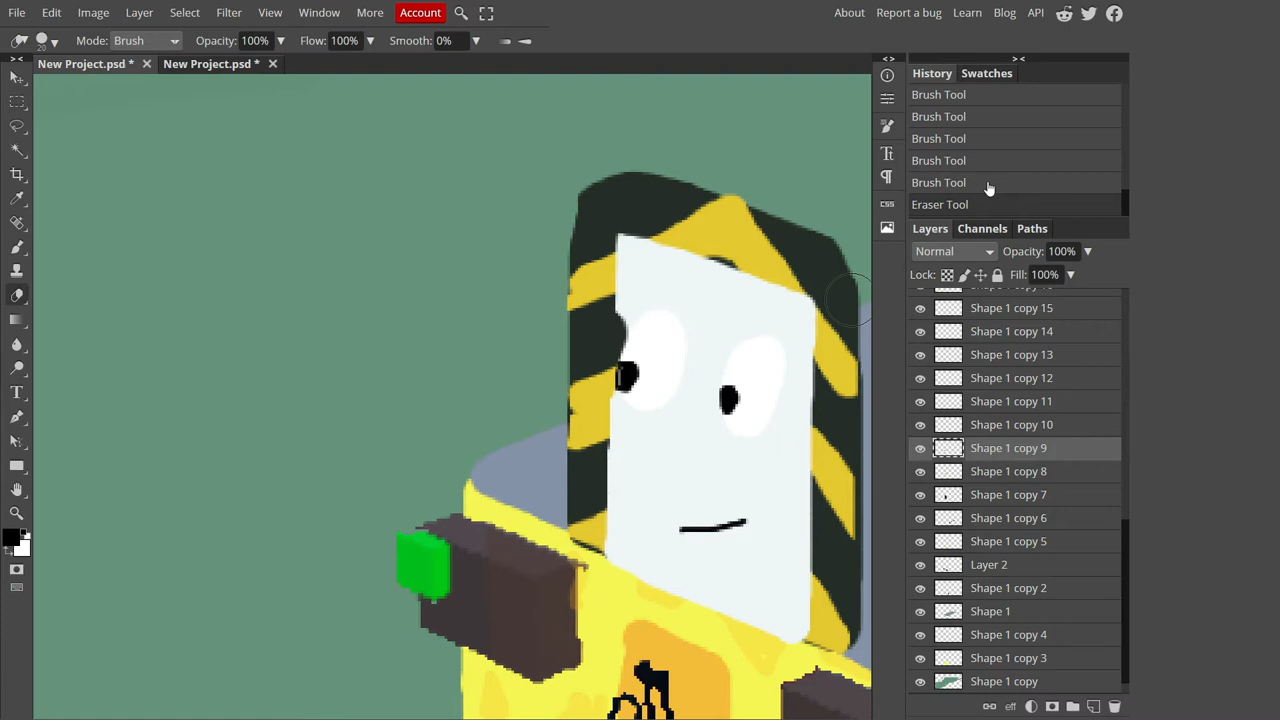 File Edit Image Layer Select Filter View Window More Account About Report a bug Learn Blog API
20 Mode: Brush Opacity: 100% Flow: 100% Smooth: 0%
New Project.psd * New Project.psd *
History Swatches
Brush Tool
Brush Tool
Brush Tool
Brush Tool
Brush Tool
Eraser Tool
Layers Channels Paths
Normal Opacity: 100%
Lock: Fill: 100%
CSS
Shape 1 copy 15
Shape 1 copy 14
Shape 1 copy 13
Shape 1 copy 12
Shape 1 copy 11
Shape 1 copy 10
Shape 1 copy 9
Shape 1 copy 8
Shape 1 copy 7
Shape 1 copy 6
Shape 1 copy 5
Layer 2
Shape 1 copy 2
Shape 1
Shape 1 copy 4
Shape 1 copy 3
Shape 1 copy
eff